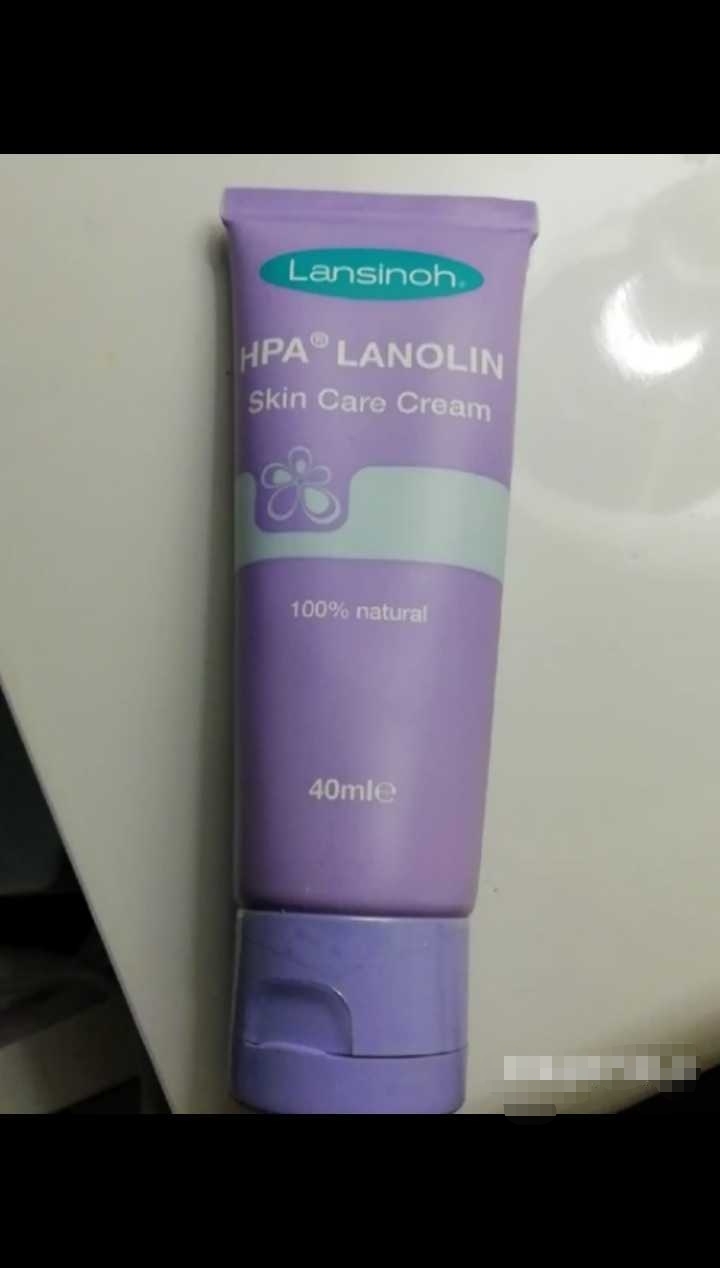 Lansinoh®
HPA® LANOLIN
Skin Care Cream
100% natural
40ml℮